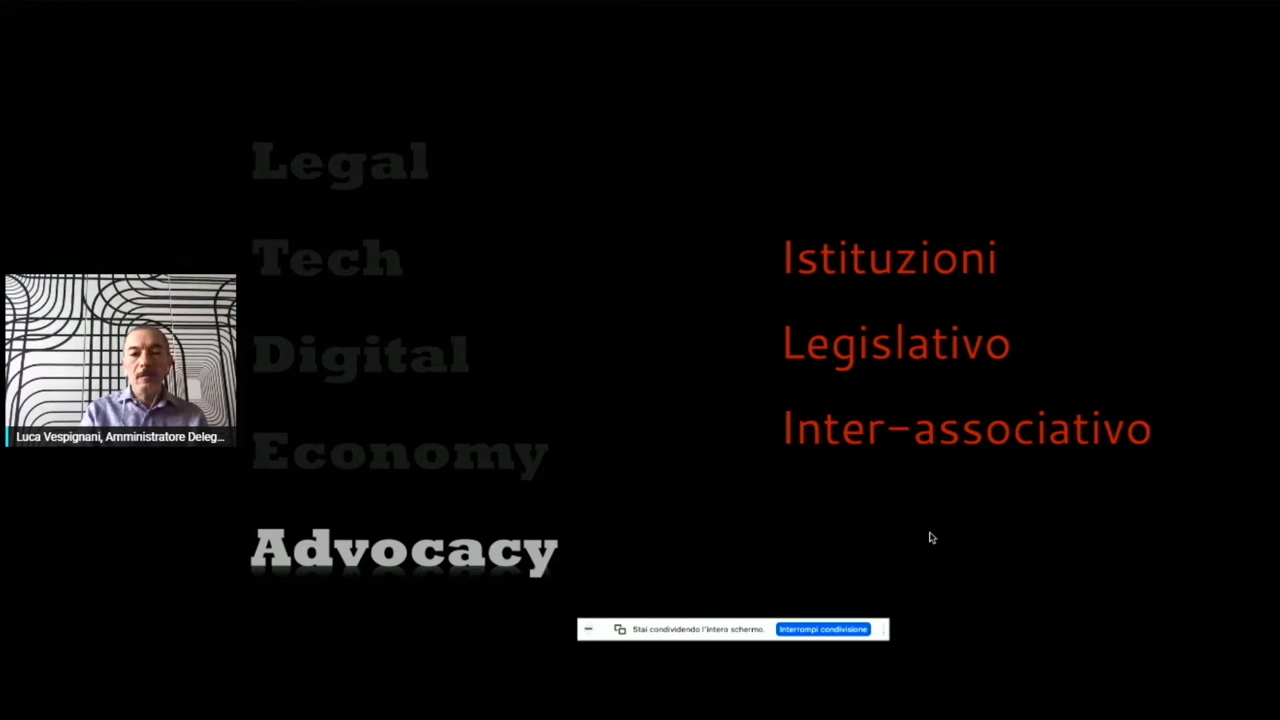 Legal
Tech
Digital
Economy
Advocacy
Istituzioni
Legislativo
Inter-associativo
Luca Vespignani, Amministratore Deleg...
Stai condividendo l'intero schermo.
Interrompi condivisione